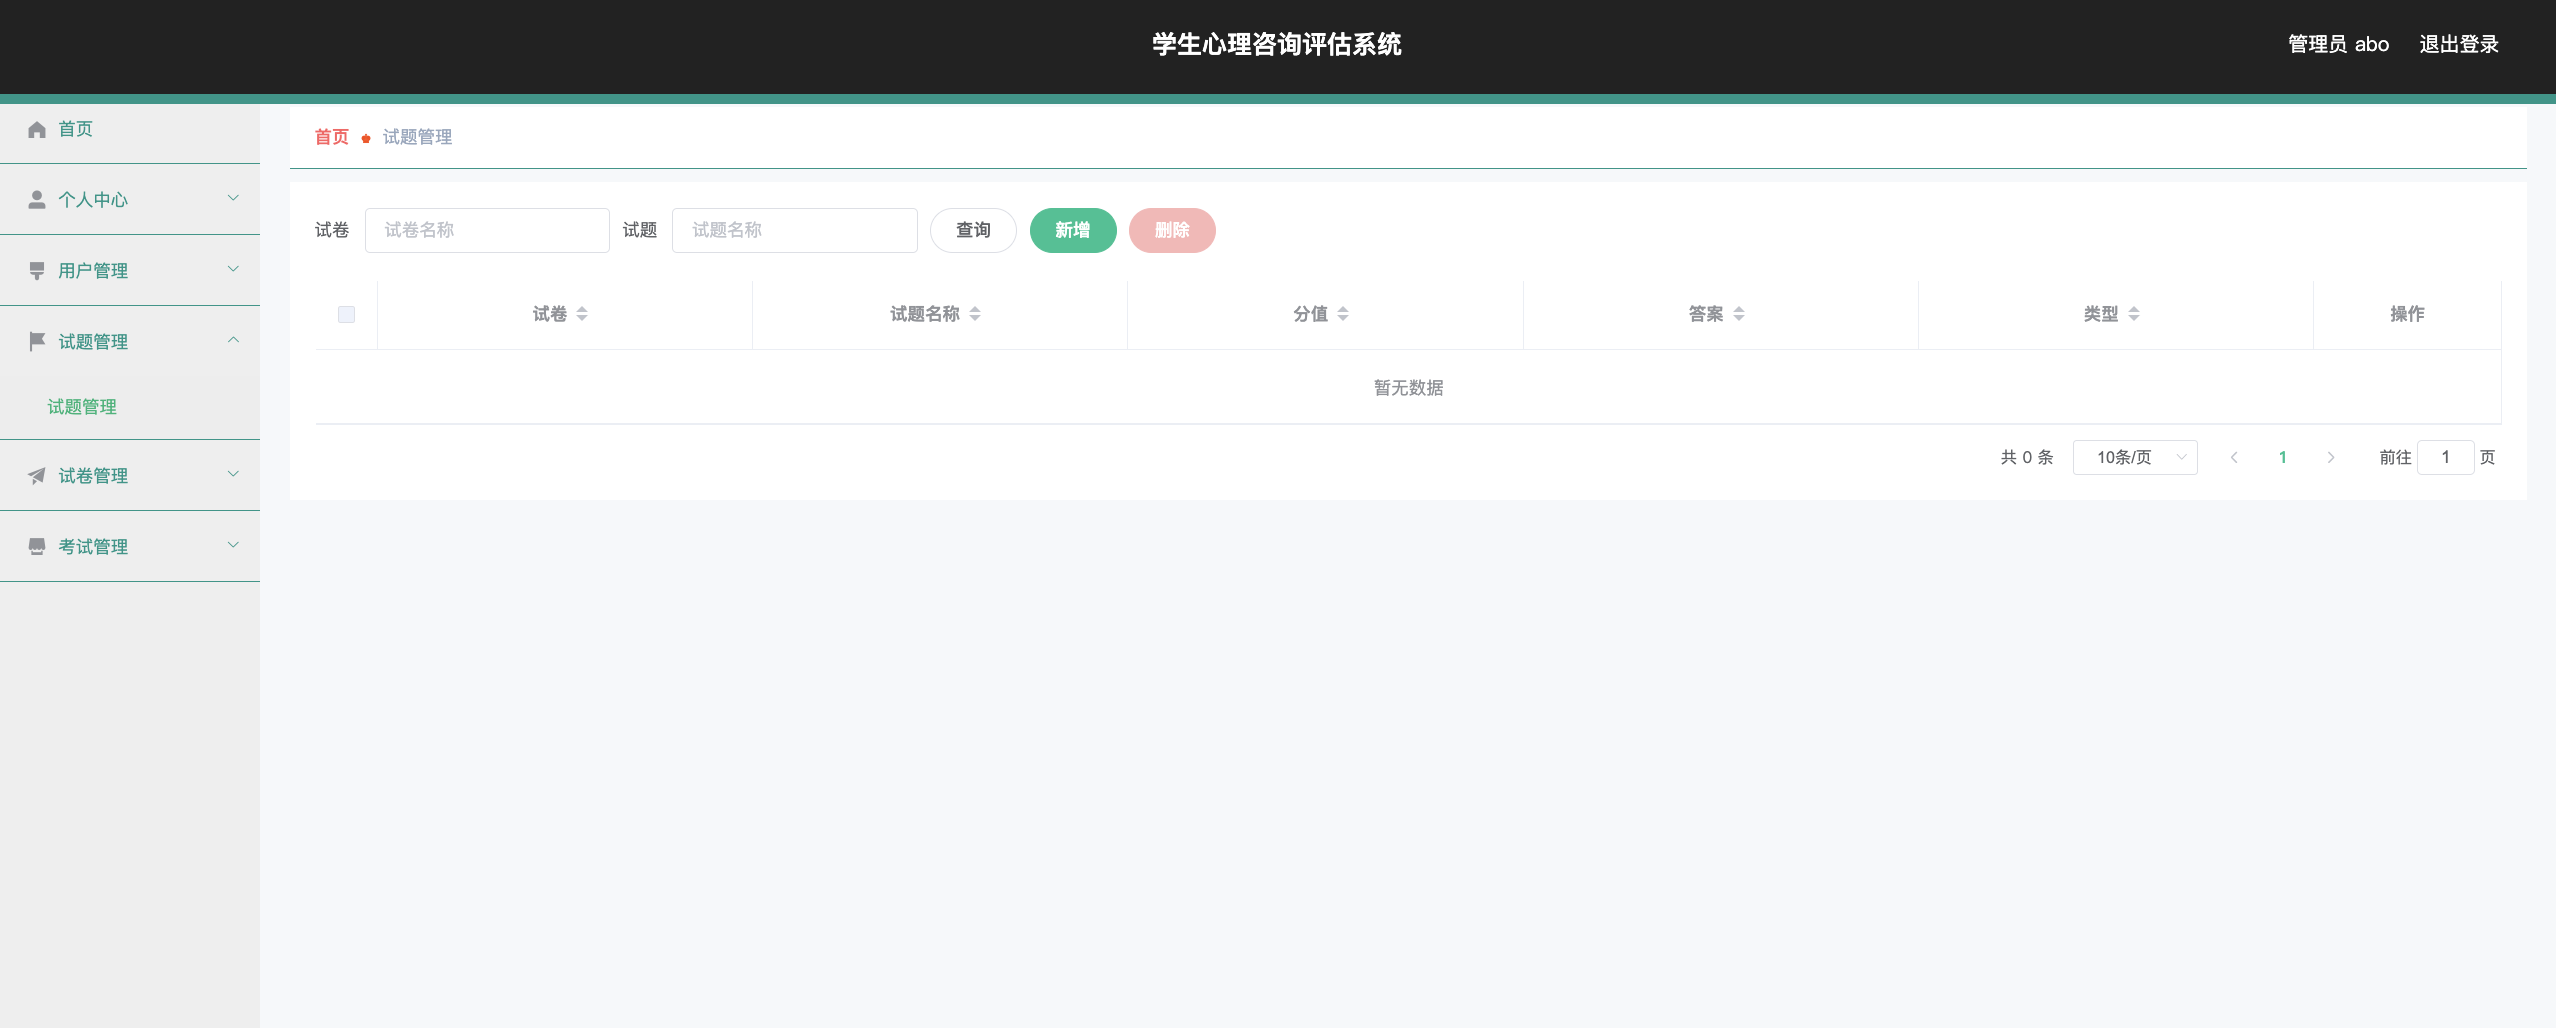 学生心理咨询评估系统
管理员 abo 退出登录
首页
个人中心
用户管理
试题管理
试题管理
试卷管理
考试管理
首页 试题管理
试卷 试卷名称 试题 试题名称 查询 新增 删除
试卷 试题名称 分值 答案 类型 操作
暂无数据
共 0 条 10条/页 1 前往 1 页